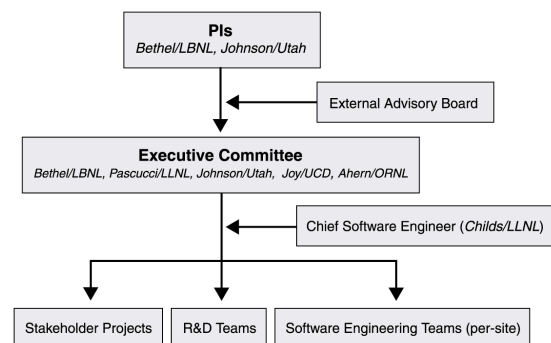 PIs
Bethel/LBNL, Johnson/Utah
External Advisory Board
Executive Committee
Bethel/LBNL, Pascucci/LLNL, Johnson/Utah, Joy/UCD, Ahern/ORNL
Chief Software Engineer (Childs/LLNL)
Stakeholder Projects
R&D Teams
Software Engineering Teams (per-site)